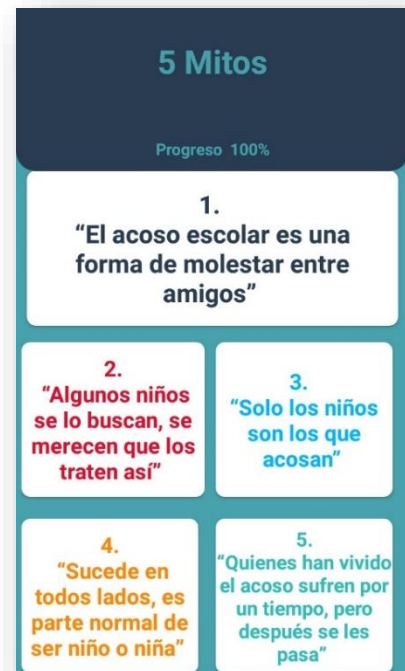 5 Mitos
Progreso 100%
1.
“El acoso escolar es una
forma de molestar entre
amigos”
2.
“Algunos niños
se lo buscan, se
merecen que los
traten así”
3.
“Solo los niños
son los que
acosan”
4.
“Sucede en
todos lados, es
parte normal de
ser niño o niña”
5.
“Quienes han vivido
el acoso sufren por
un tiempo, pero
después se les
pasa”